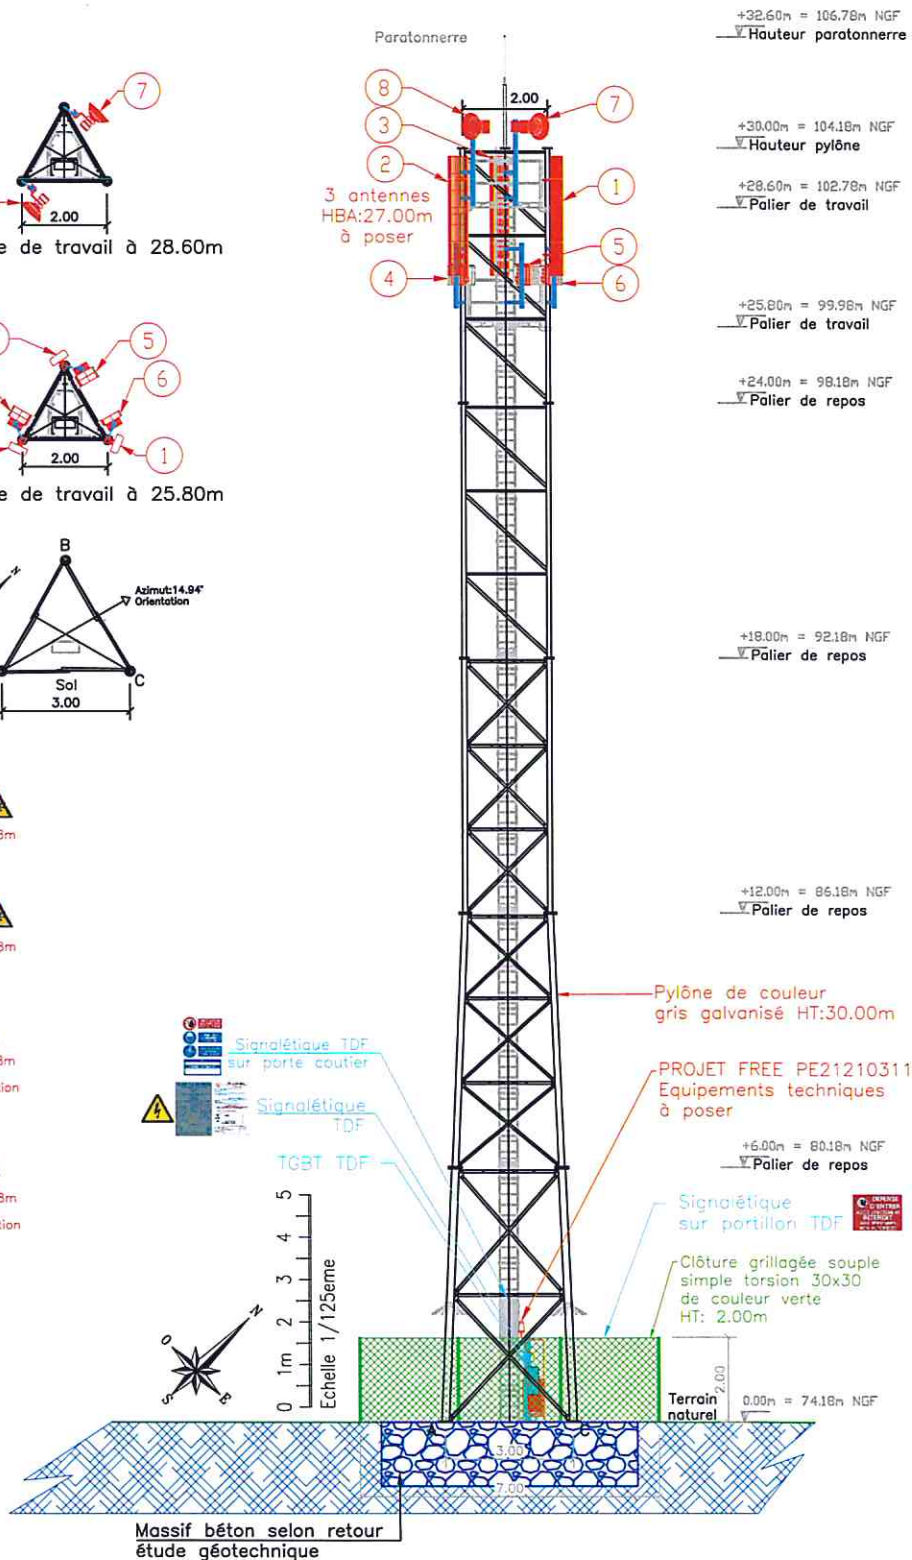 +32.60m = 106.78m NGF
Hauteur paratonnerre
Paratonnerre
8
2.00
7
3
2
1
3 antennes
HBA:27.00m
à poser
5
4
6
+30.00m = 104.18m NGF
Hauteur pylône
+28.60m = 102.78m NGF
Palier de travail
+25.80m = 99.98m NGF
Palier de travail
+24.00m = 98.18m NGF
Palier de repos
+18.00m = 92.18m NGF
Palier de repos
+12.00m = 86.18m NGF
Palier de repos
+6.00m = 80.18m NGF
Palier de repos
7
2.00
e de travail à 28.60m
5
6
1
2.00
e de travail à 25.80m
B
N
Azimut:14.94°
Orientation
Sol
C
3.00
Pylône de couleur
gris galvanisé HT:30.00m
PROJET FREE PE21210311
Equipements techniques
à poser
Signalétique TDF
sur porte coutier
Signalétique
TDF
TGBT TDF
Signalétique
sur portillon TDF
DEFENSE
D'ENTRER
Clôture grillagée souple
simple torsion 30x30
de couleur verte
HT: 2.00m
5
4
3
2
1m
0
Echelle 1/125eme
N
O
S
E
2.00
Terrain
naturel
0.00m = 74.18m NGF
A
C
3.00
7.00
Massif béton selon retour
étude géotechnique